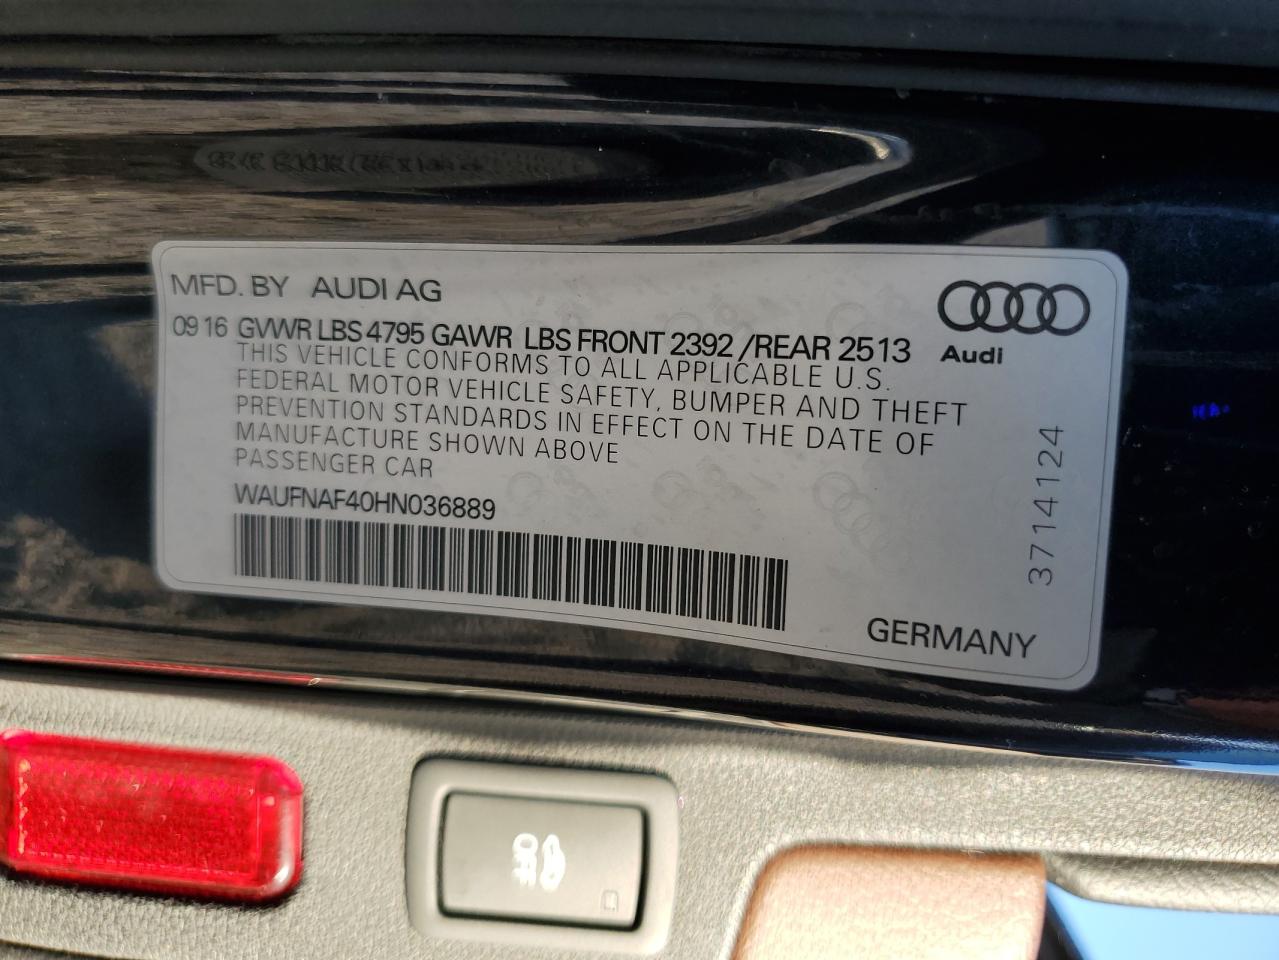 MFD. BY AUDI AG
09 16 GVWR LBS 4795 GAWR LBS FRONT 2392 /REAR 2513
THIS VEHICLE CONFORMS TO ALL APPLICABLE U.S.
FEDERAL MOTOR VEHICLE SAFETY, BUMPER AND THEFT
PREVENTION STANDARDS IN EFFECT ON THE DATE OF
MANUFACTURE SHOWN ABOVE
PASSENGER CAR
WAUFNAF40HN036889
Audi
3714124
GERMANY
OFF